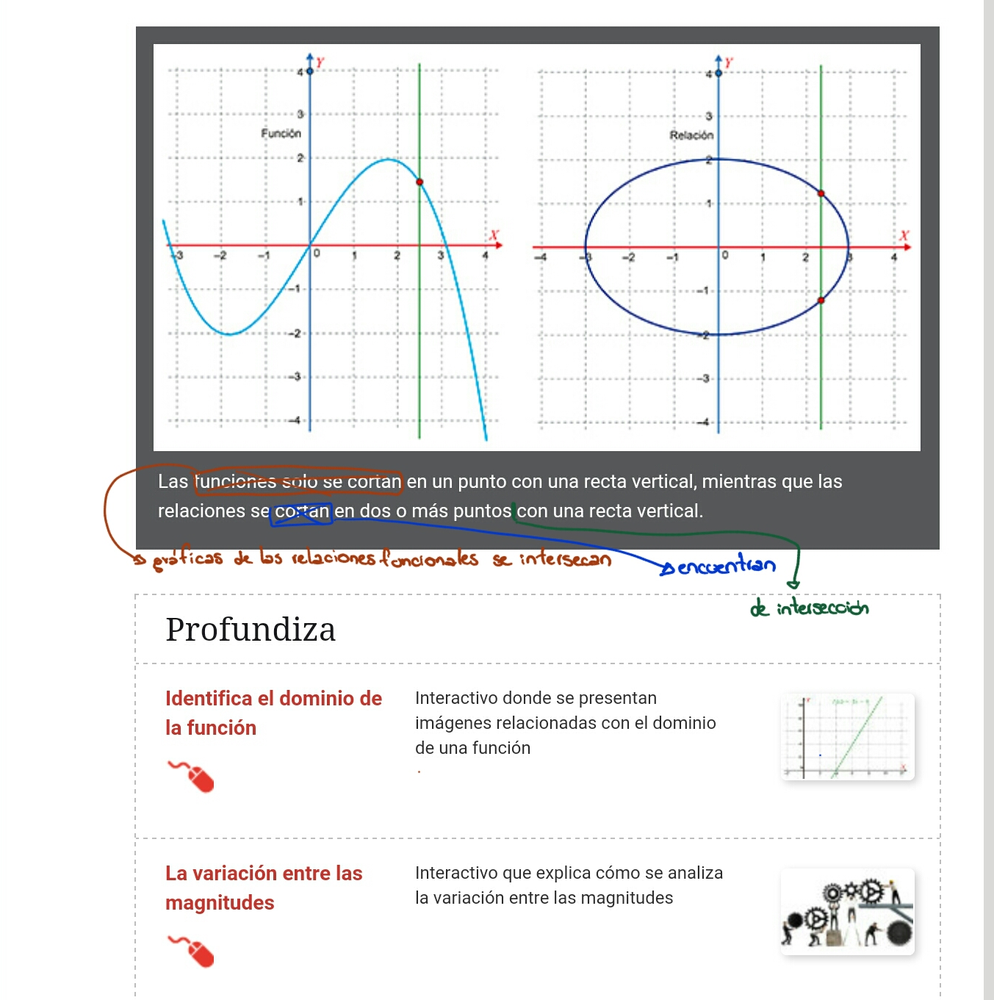 Y Y
4 4
3 3
Función Relación
2 2
1 1
X X
-3 -2 -1 0 1 2 3 4 -4 -3 -2 -1 0 1 2 3 4
-1 -1
-2 -2
-3 -3
-4 -4
Las funciones solo se cortan en un punto con una recta vertical, mientras que las
relaciones se cortan en dos o más puntos con una recta vertical.
gráficas de las relaciones funcionales se intersecan
encuentran
de intersección
Profundiza
Identifica el dominio de
la función
Interactivo donde se presentan
imágenes relacionadas con el dominio
de una función
La variación entre las
magnitudes
Interactivo que explica cómo se analiza
la variación entre las magnitudes